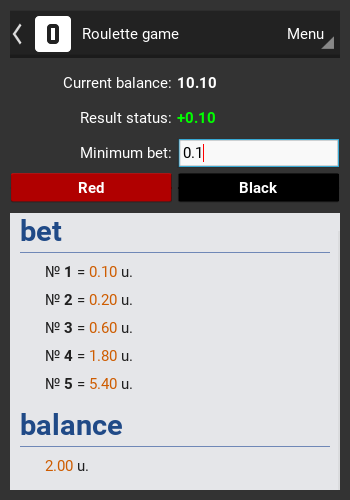 0 Roulette game Menu
Current balance: 10.10
Result status: +0.10
Minimum bet: 0.1
Red Black
bet
№ 1 = 0.10 u.
№ 2 = 0.20 u.
№ 3 = 0.60 u.
№ 4 = 1.80 u.
№ 5 = 5.40 u.
balance
2.00 u.